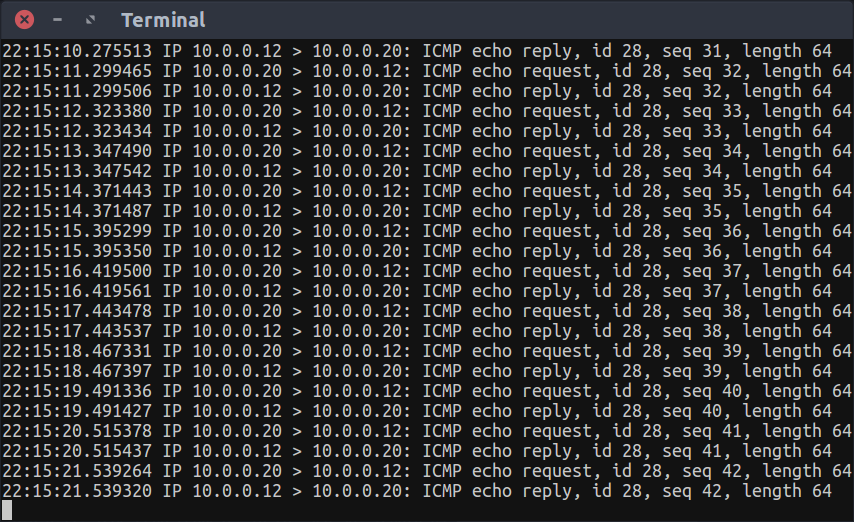 Terminal
22:15:10.275513 IP 10.0.0.12 > 10.0.0.20: ICMP echo reply, id 28, seq 31, length 64
22:15:11.299465 IP 10.0.0.20 > 10.0.0.12: ICMP echo request, id 28, seq 32, length 64
22:15:11.299506 IP 10.0.0.12 > 10.0.0.20: ICMP echo reply, id 28, seq 32, length 64
22:15:12.323380 IP 10.0.0.20 > 10.0.0.12: ICMP echo request, id 28, seq 33, length 64
22:15:12.323434 IP 10.0.0.12 > 10.0.0.20: ICMP echo reply, id 28, seq 33, length 64
22:15:13.347490 IP 10.0.0.20 > 10.0.0.12: ICMP echo request, id 28, seq 34, length 64
22:15:13.347542 IP 10.0.0.12 > 10.0.0.20: ICMP echo reply, id 28, seq 34, length 64
22:15:14.371443 IP 10.0.0.20 > 10.0.0.12: ICMP echo request, id 28, seq 35, length 64
22:15:14.371487 IP 10.0.0.12 > 10.0.0.20: ICMP echo reply, id 28, seq 35, length 64
22:15:15.395299 IP 10.0.0.20 > 10.0.0.12: ICMP echo request, id 28, seq 36, length 64
22:15:15.395350 IP 10.0.0.12 > 10.0.0.20: ICMP echo reply, id 28, seq 36, length 64
22:15:16.419500 IP 10.0.0.20 > 10.0.0.12: ICMP echo request, id 28, seq 37, length 64
22:15:16.419561 IP 10.0.0.12 > 10.0.0.20: ICMP echo reply, id 28, seq 37, length 64
22:15:17.443478 IP 10.0.0.20 > 10.0.0.12: ICMP echo request, id 28, seq 38, length 64
22:15:17.443537 IP 10.0.0.12 > 10.0.0.20: ICMP echo reply, id 28, seq 38, length 64
22:15:18.467331 IP 10.0.0.20 > 10.0.0.12: ICMP echo request, id 28, seq 39, length 64
22:15:18.467397 IP 10.0.0.12 > 10.0.0.20: ICMP echo reply, id 28, seq 39, length 64
22:15:19.491336 IP 10.0.0.20 > 10.0.0.12: ICMP echo request, id 28, seq 40, length 64
22:15:19.491427 IP 10.0.0.12 > 10.0.0.20: ICMP echo reply, id 28, seq 40, length 64
22:15:20.515378 IP 10.0.0.20 > 10.0.0.12: ICMP echo request, id 28, seq 41, length 64
22:15:20.515437 IP 10.0.0.12 > 10.0.0.20: ICMP echo reply, id 28, seq 41, length 64
22:15:21.539264 IP 10.0.0.20 > 10.0.0.12: ICMP echo request, id 28, seq 42, length 64
22:15:21.539320 IP 10.0.0.12 > 10.0.0.20: ICMP echo reply, id 28, seq 42, length 64